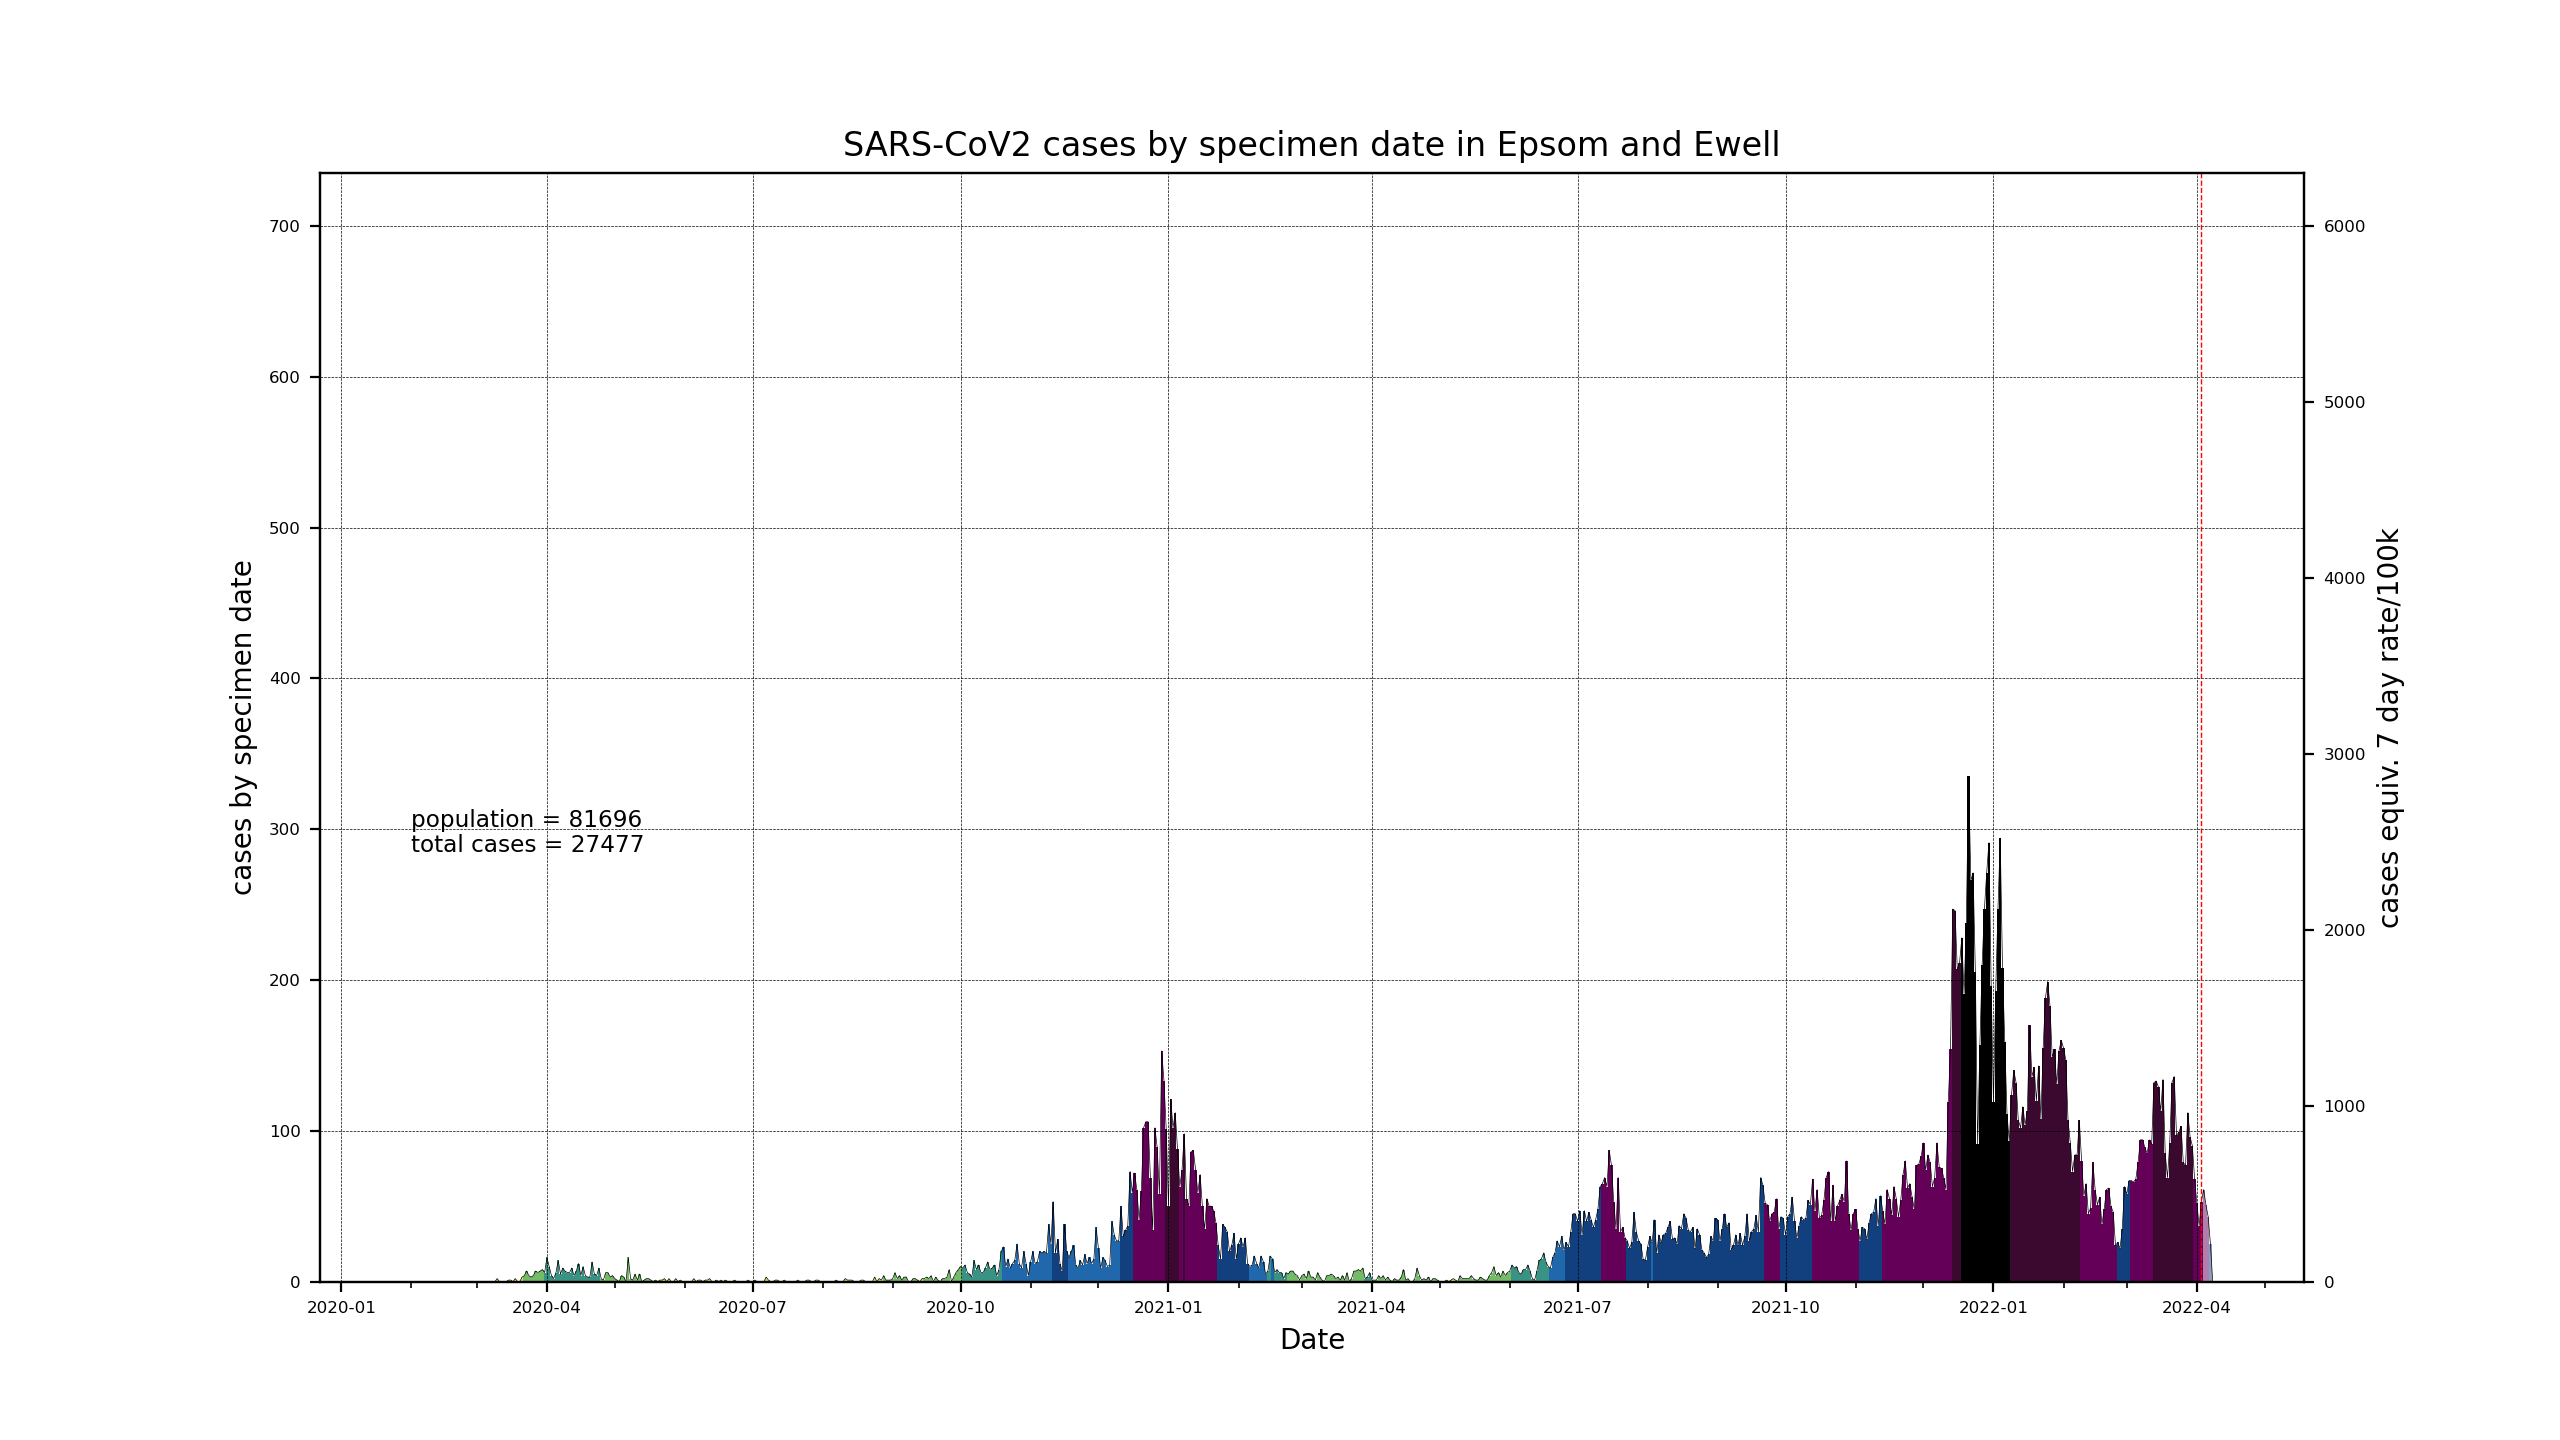 SARS-CoV2 cases by specimen date in Epsom and Ewell
cases by specimen date
700
600
500
400
300
200
100
0
population = 81696
total cases = 27477
6000
5000
4000
3000
2000
1000
0
cases equiv. 7 day rate/100k
2020-01 2020-04 2020-07 2020-10 2021-01 2021-04 2021-07 2021-10 2022-01 2022-04
Date